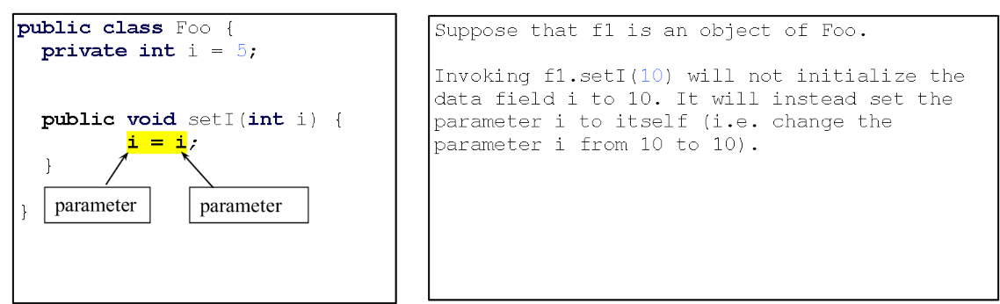 public class Foo {
private int i = 5;
public void setI(int i) {
i = i;
}
parameter
parameter
}
Suppose that f1 is an object of Foo.
Invoking f1.setI(10) will not initialize the
data field i to 10. It will instead set the
parameter i to itself (i.e. change the
parameter i from 10 to 10).